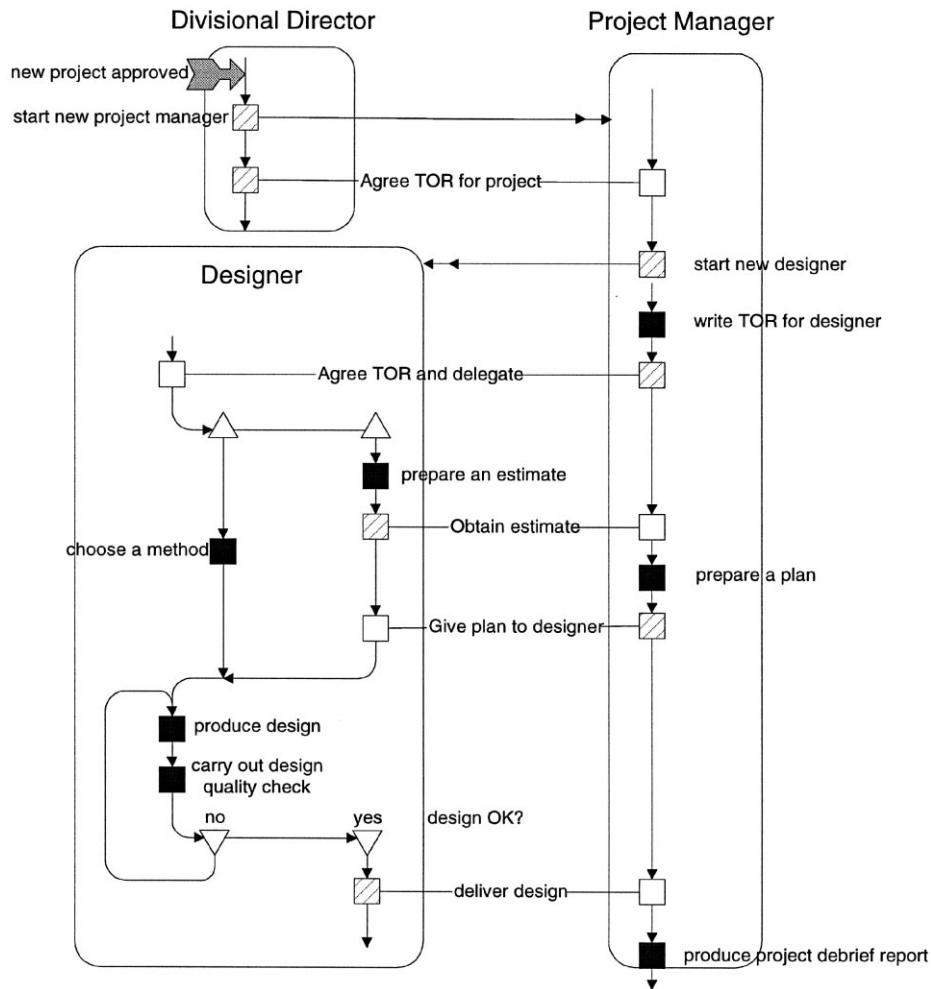 Divisional Director
Project Manager
new project approved
start new project manager
Agree TOR for project
Designer
start new designer
write TOR for designer
Agree TOR and delegate
prepare an estimate
Obtain estimate
choose a method
prepare a plan
Give plan to designer
produce design
carry out design
quality check
no
yes
design OK?
deliver design
produce project debrief report